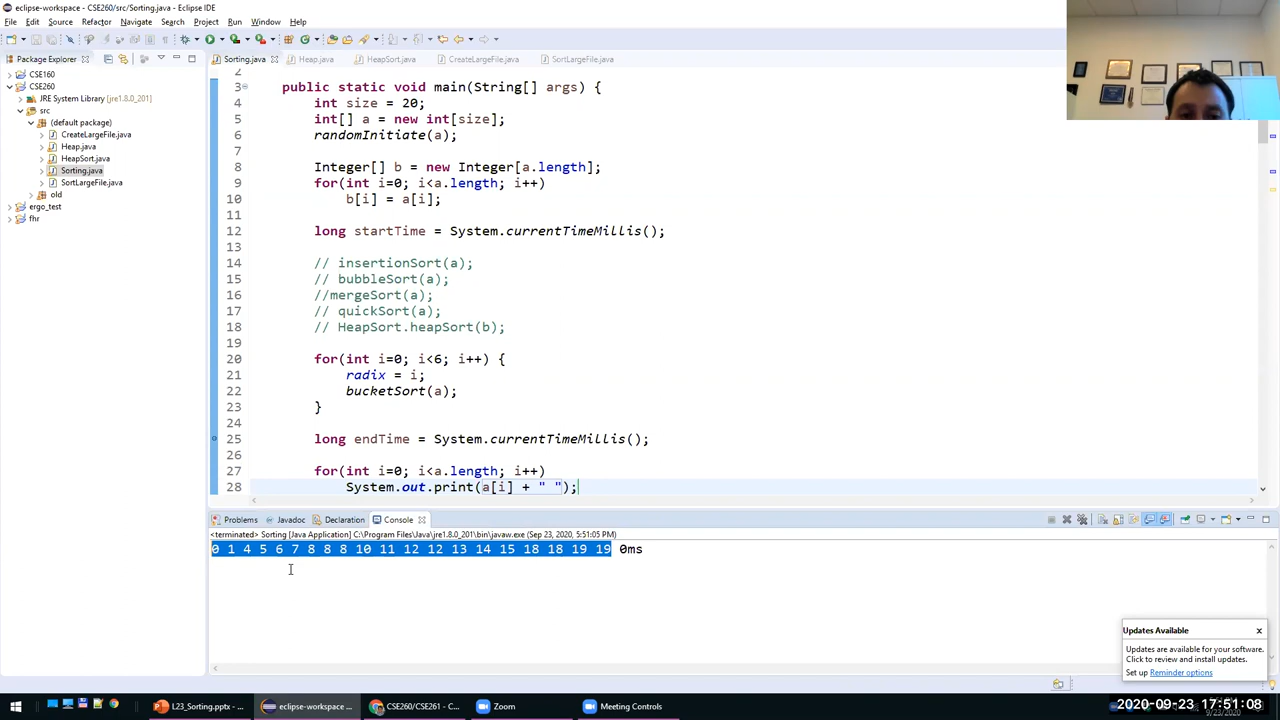 eclipse-workspace - CSE260/src/Sorting.java - Eclipse IDE
File Edit Source Refactor Navigate Search Project Run Window Help
Package Explorer
CSE160
CSE260
JRE System Library [jre1.8.0_201]
src
(default package)
CreateLargeFile.java
Heap.java
HeapSort.java
Sorting.java
SortLargeFile.java
old
ergo_test
fhr
Sorting.java Heap.java HeapSort.java CreateLargeFile.java SortLargeFile.java
2
3 public static void main(String[] args) {
4 int size = 20;
5 int[] a = new int[size];
6 randomInitiate(a);
7
8 Integer[] b = new Integer[a.length];
9 for(int i=0; i<a.length; i++)
10 b[i] = a[i];
11
12 long startTime = System.currentTimeMillis();
13
14 // insertionSort(a);
15 // bubbleSort(a);
16 //mergeSort(a);
17 // quickSort(a);
18 // HeapSort.heapSort(b);
19
20 for(int i=0; i<6; i++) {
21 radix = i;
22 bucketSort(a);
23 }
24
25 long endTime = System.currentTimeMillis();
26
27 for(int i=0; i<a.length; i++)
28 System.out.print(a[i] + " ");
Problems Javadoc Declaration Console
<terminated> Sorting [Java Application] C:\Program Files\Java\jre1.8.0_201\bin\javaw.exe (Sep 23, 2020, 5:51:05 PM)
0 1 4 5 6 7 8 8 8 10 11 12 12 13 14 15 18 18 19 19 0ms
Updates Available
Updates are available for your software.
Click to review and install updates.
Set up Reminder options
L23_Sorting.pptx - ... eclipse-workspace ... CSE260/CSE261 - C... Zoom Meeting Controls
2020-09-23 17:51:08
9/23/2020